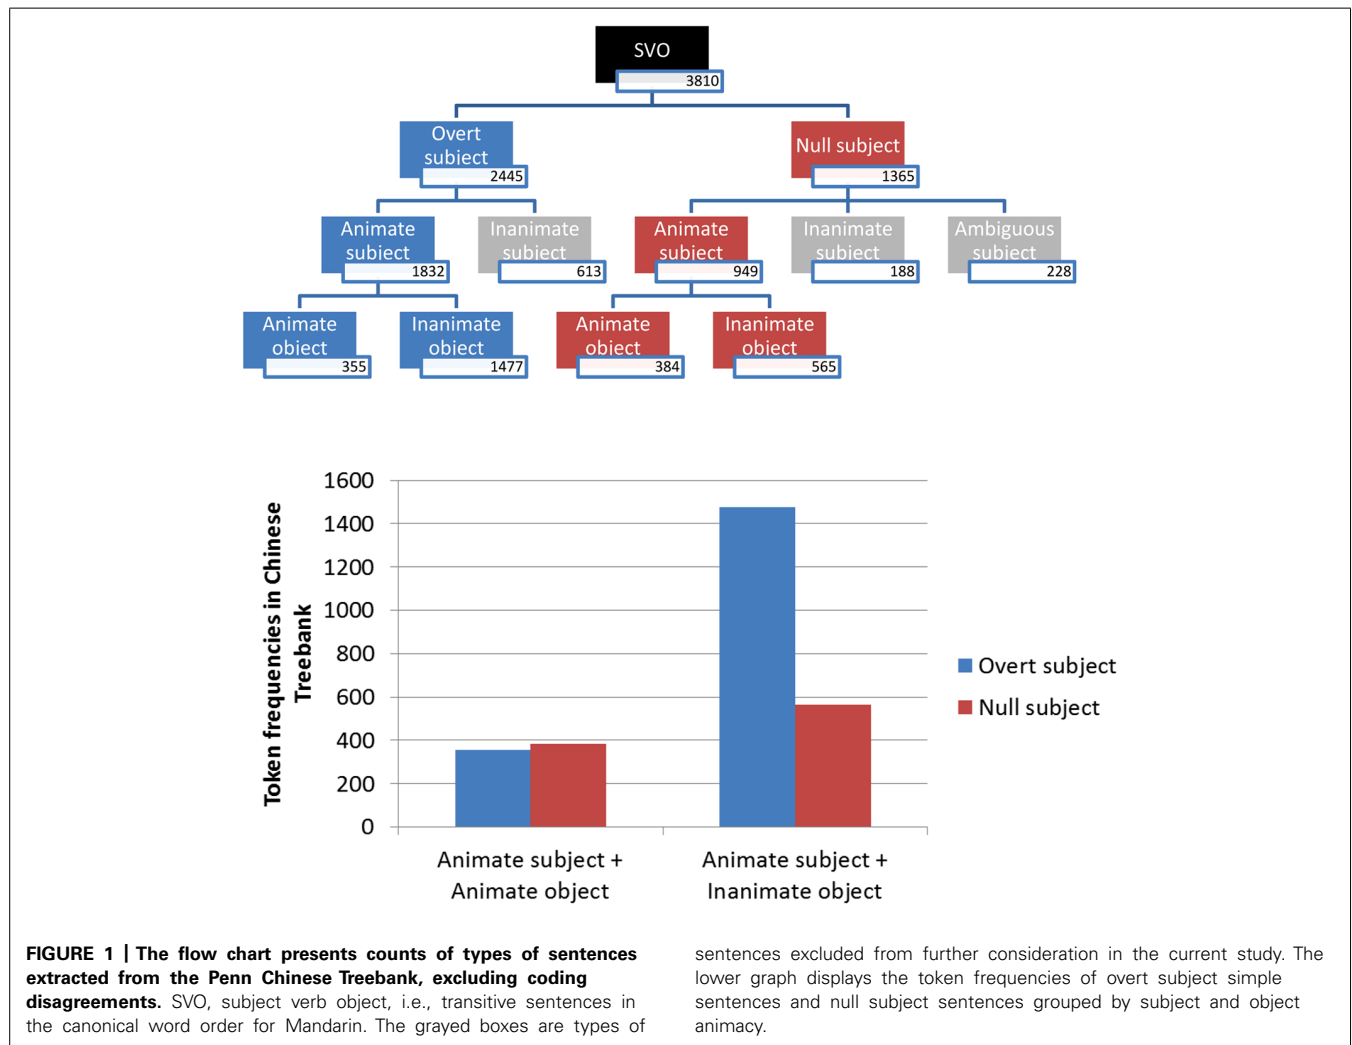 SVO
3810
Overt
subject
2445
Null subject
1365
Animate
subject
1832
Inanimate
subject
613
Animate
subject
949
Inanimate
subject
188
Ambiguous
subject
228
Animate
object
355
Inanimate
object
1477
Animate
object
384
Inanimate
object
565
Token frequencies in Chinese
Treebank
1600
1400
1200
1000
800
600
400
200
0
Animate subject +
Animate object
Animate subject +
Inanimate object
Overt subject
Null subject
FIGURE 1 | The flow chart presents counts of types of sentences
extracted from the Penn Chinese Treebank, excluding coding
disagreements. SVO, subject verb object, i.e., transitive sentences in
the canonical word order for Mandarin. The grayed boxes are types of
sentences excluded from further consideration in the current study. The
lower graph displays the token frequencies of overt subject simple
sentences and null subject sentences grouped by subject and object
animacy.